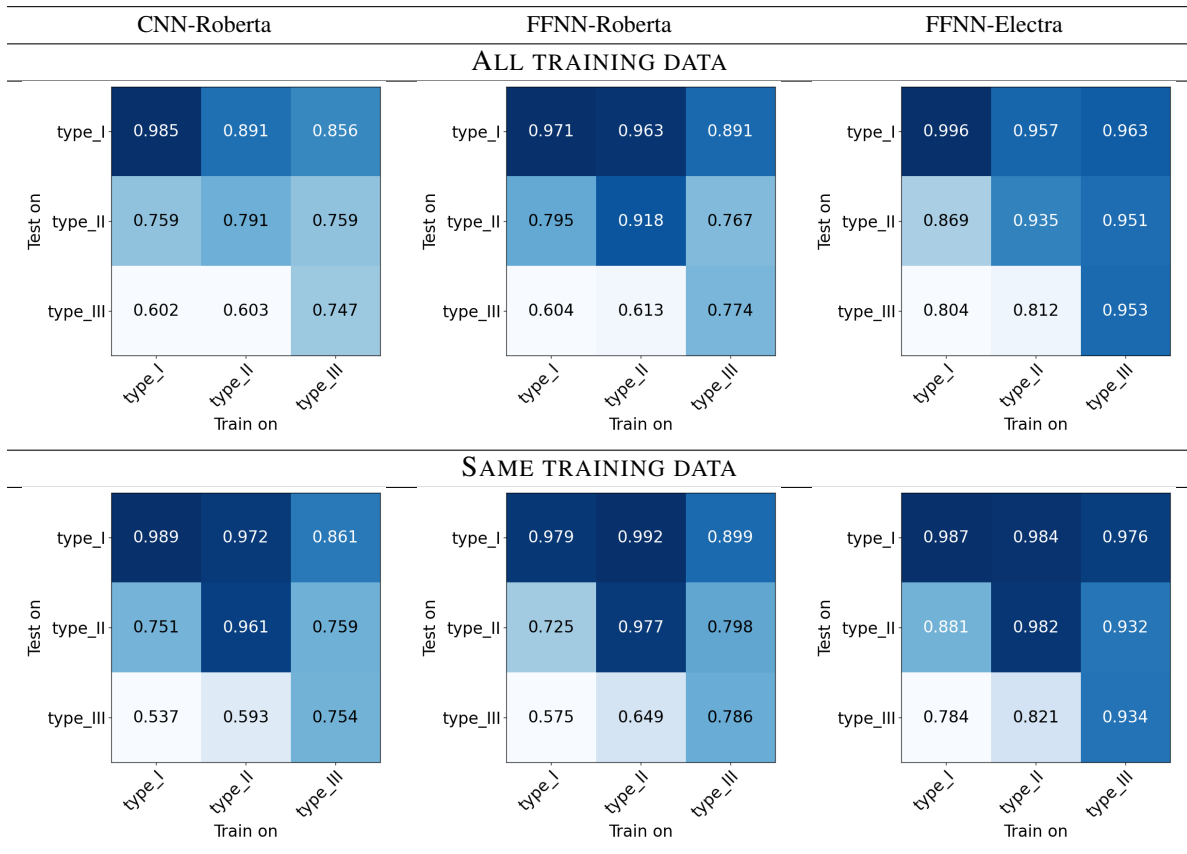 CNN-Roberta FFNN-Roberta FFNN-Electra
ALL TRAINING DATA
type_I 0.985 0.891 0.856 type_I 0.971 0.963 0.891 type_I 0.996 0.957 0.963
Test on Test on Test on
type_II 0.759 0.791 0.759 type_II 0.795 0.918 0.767 type_II 0.869 0.935 0.951
type_III 0.602 0.603 0.747 type_III 0.604 0.613 0.774 type_III 0.804 0.812 0.953
type_I type_II type_III type_I type_II type_III type_I type_II type_III
Train on Train on Train on
SAME TRAINING DATA
type_I 0.989 0.972 0.861 type_I 0.979 0.992 0.899 type_I 0.987 0.984 0.976
Test on Test on Test on
type_II 0.751 0.961 0.759 type_II 0.725 0.977 0.798 type_II 0.881 0.982 0.932
type_III 0.537 0.593 0.754 type_III 0.575 0.649 0.786 type_III 0.784 0.821 0.934
type_I type_II type_III type_I type_II type_III type_I type_II type_III
Train on Train on Train on